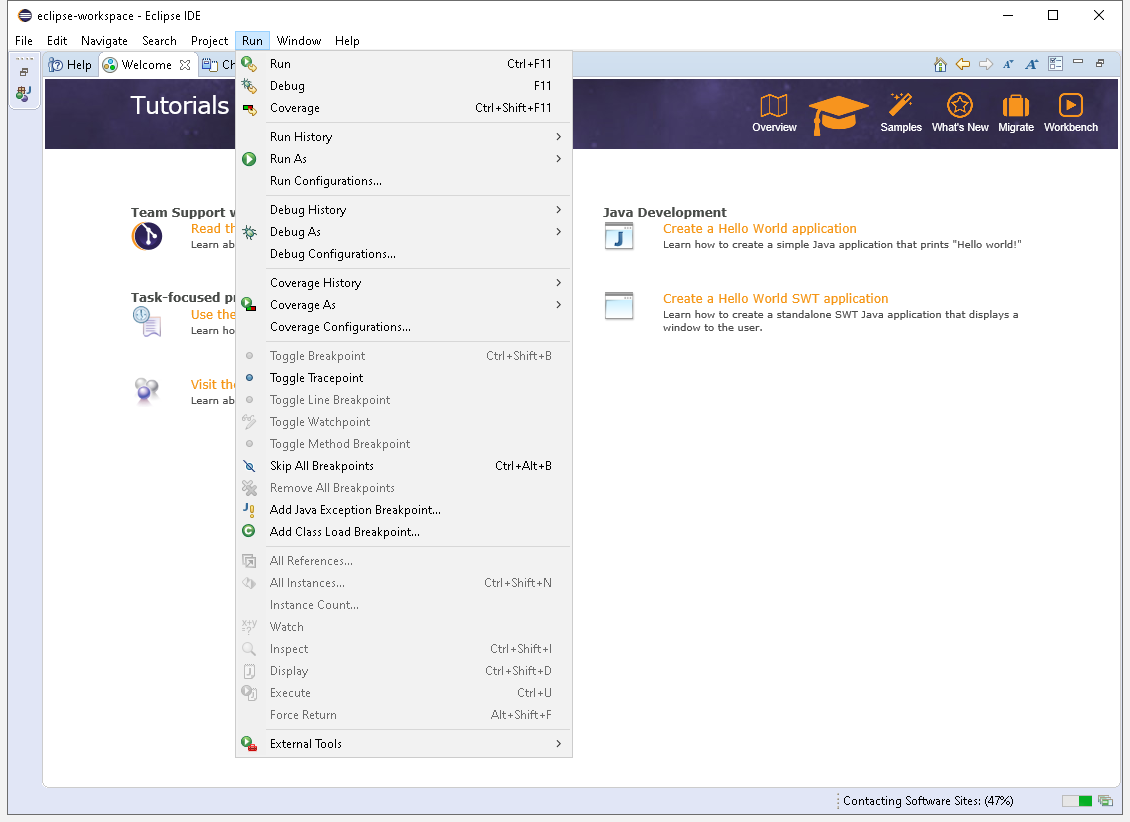 eclipse-workspace - Eclipse IDE
File Edit Navigate Search Project Run Window Help
Help Welcome Ch
Tutorials
Overview Samples What's New Migrate Workbench
Run Ctrl+F11
Debug F11
Coverage Ctrl+Shift+F11
Run History
Run As
Run Configurations...
Debug History
Debug As
Debug Configurations...
Coverage History
Coverage As
Coverage Configurations...
Toggle Breakpoint Ctrl+Shift+B
Toggle Tracepoint
Toggle Line Breakpoint
Toggle Watchpoint
Toggle Method Breakpoint
Skip All Breakpoints Ctrl+Alt+B
Remove All Breakpoints
Add Java Exception Breakpoint...
Add Class Load Breakpoint...
All References...
All Instances... Ctrl+Shift+N
Instance Count...
Watch
Inspect Ctrl+Shift+I
Display Ctrl+Shift+D
Execute Ctrl+U
Force Return Alt+Shift+F
External Tools
Team Support w
Read th
Learn ab
Task-focused pr
Use the
Learn ho
Visit the
Learn ab
Java Development
Create a Hello World application
Learn how to create a simple Java application that prints "Hello world!"
Create a Hello World SWT application
Learn how to create a standalone SWT Java application that displays a
window to the user.
Contacting Software Sites: (47%)